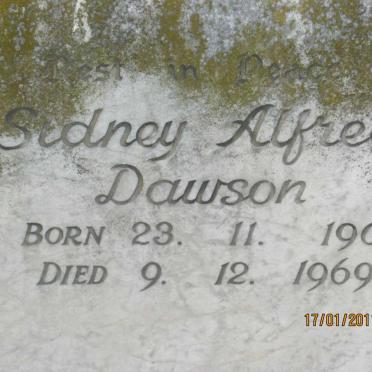 Rest in Peace
Sidney Alfre
Dawson
BORN 23. 11. 190
DIED 9. 12. 1969
17/01/201